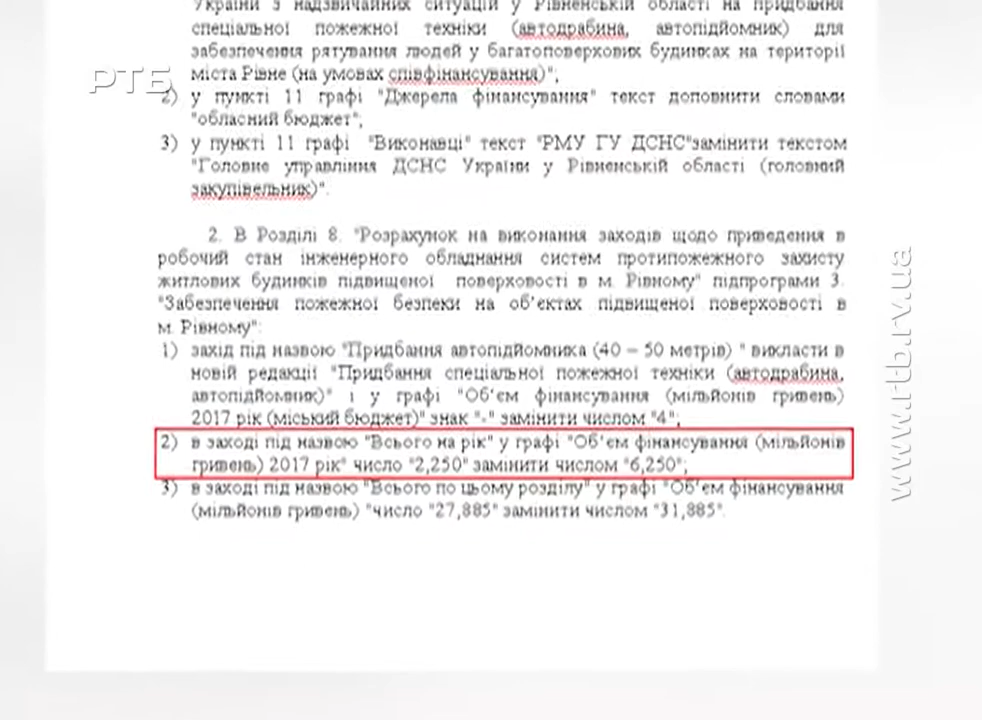 України з надзвичайних ситуацій у Рівненській області на придбання
спеціальної пожежної техніки (автодрабина, автопідйомник) для
забезпечення рятування людей у багатоповерхових будинках на території
міста Рівне (на умовах співфінансування)";
РТБ
2) у пункті 11 графі "Джерела фінансування" текст доповнити словами
"обласний бюджет";
3) у пункті 11 графі "Виконавці" текст "РМУ ГУ ДСНС"замінити текстом
"Головне управління ДСНС України у Рівненській області (головний
закупівельник)".
2. В Розділі 8. "Розрахунок на виконання заходів щодо приведення в
робочий стан інженерного обладнання систем протипожежного захисту
житлових будинків підвищеної поверховості в м. Рівному" підпрограми 3.
"Забезпечення пожежної безпеки на об'єктах підвищеної поверховості в
м. Рівному":
1) захід під назвою "Придбання автопідйомника (40 – 50 метрів) " викласти в
новій редакції "Придбання спеціальної пожежної техніки (автодрабина,
автопідйомник)" і у графі "Об'єм фінансування (мільйонів гривень)
2017 рік (міський бюджет)" знак "-" замінити числом "4";
2) в заході під назвою "Всього на рік" у графі "Об'єм фінансування (мільйонів
гривень) 2017 рік" число "2,250" замінити числом "6,250";
3) в заході під назвою "Всього по цьому розділу" у графі "Об'єм фінансування
(мільйонів гривень) "число "27,885" замінити числом "31,885".
www.rtb.rv.ua